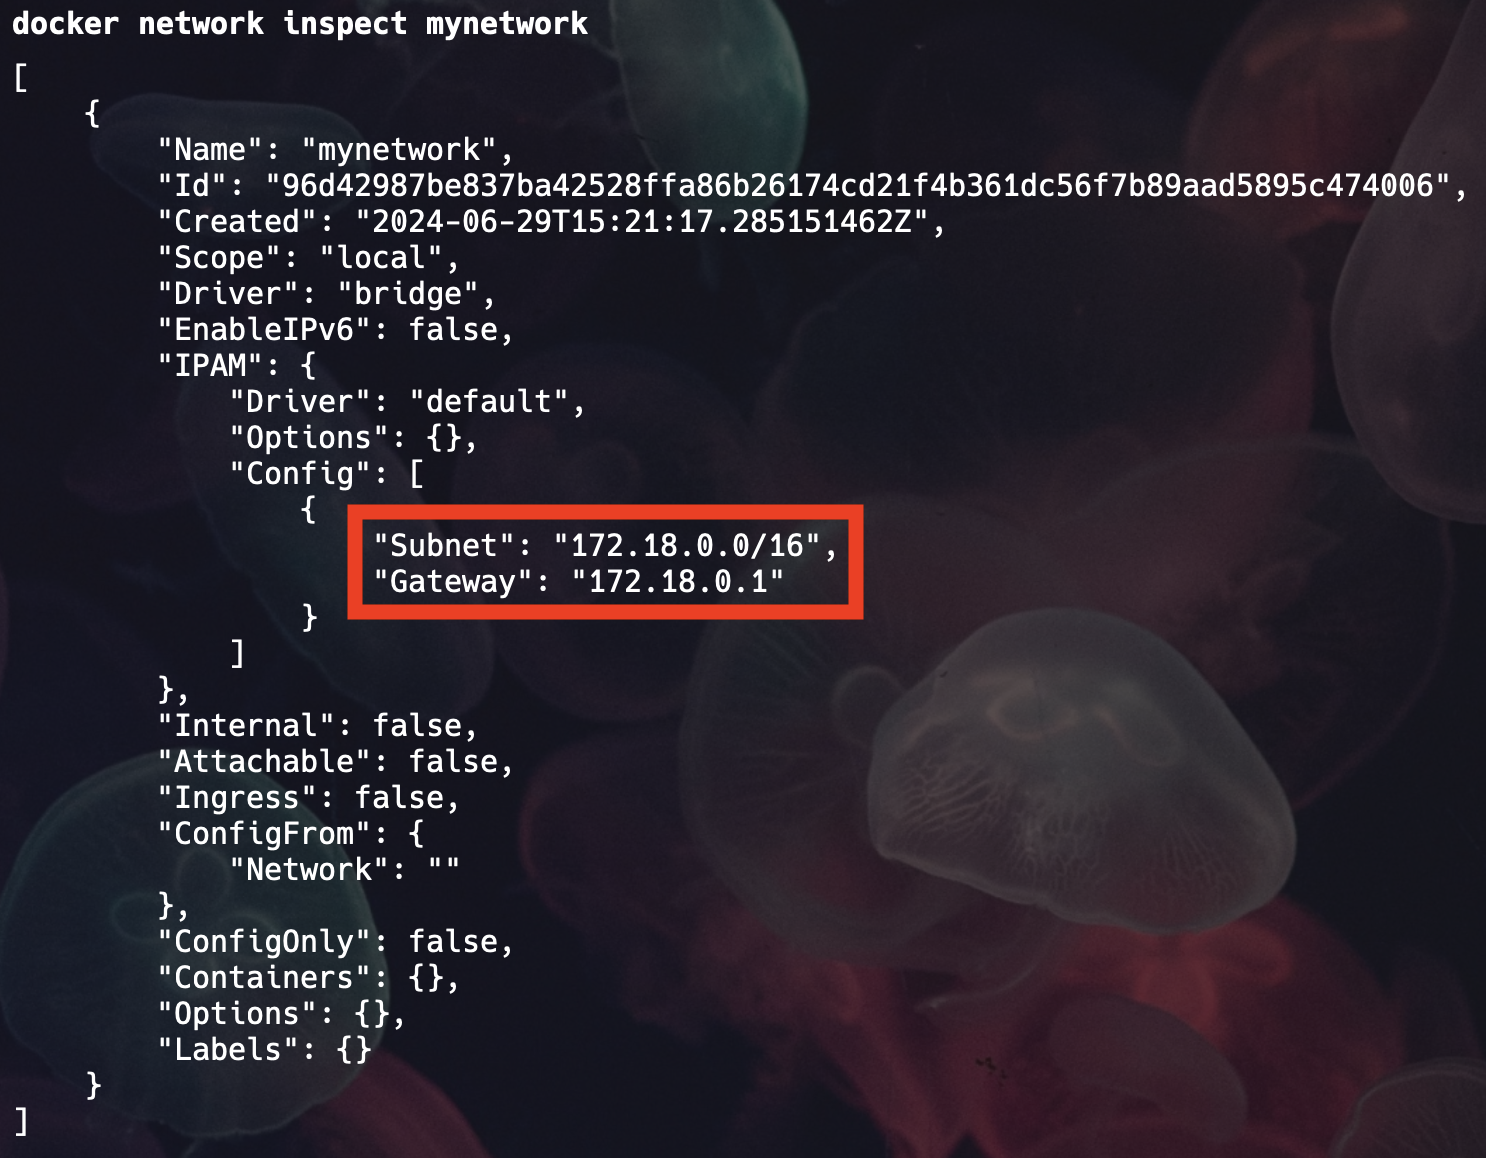 docker network inspect mynetwork
[
    {
        "Name": "mynetwork",
        "Id": "96d42987be837ba42528ffa86b26174cd21f4b361dc56f7b89aad5895c474006",
        "Created": "2024-06-29T15:21:17.285151462Z",
        "Scope": "local",
        "Driver": "bridge",
        "EnableIPv6": false,
        "IPAM": {
            "Driver": "default",
            "Options": {},
            "Config": [
                {
                    "Subnet": "172.18.0.0/16",
                    "Gateway": "172.18.0.1"
                }
            ]
        },
        "Internal": false,
        "Attachable": false,
        "Ingress": false,
        "ConfigFrom": {
            "Network": ""
        },
        "ConfigOnly": false,
        "Containers": {},
        "Options": {},
        "Labels": {}
    }
]